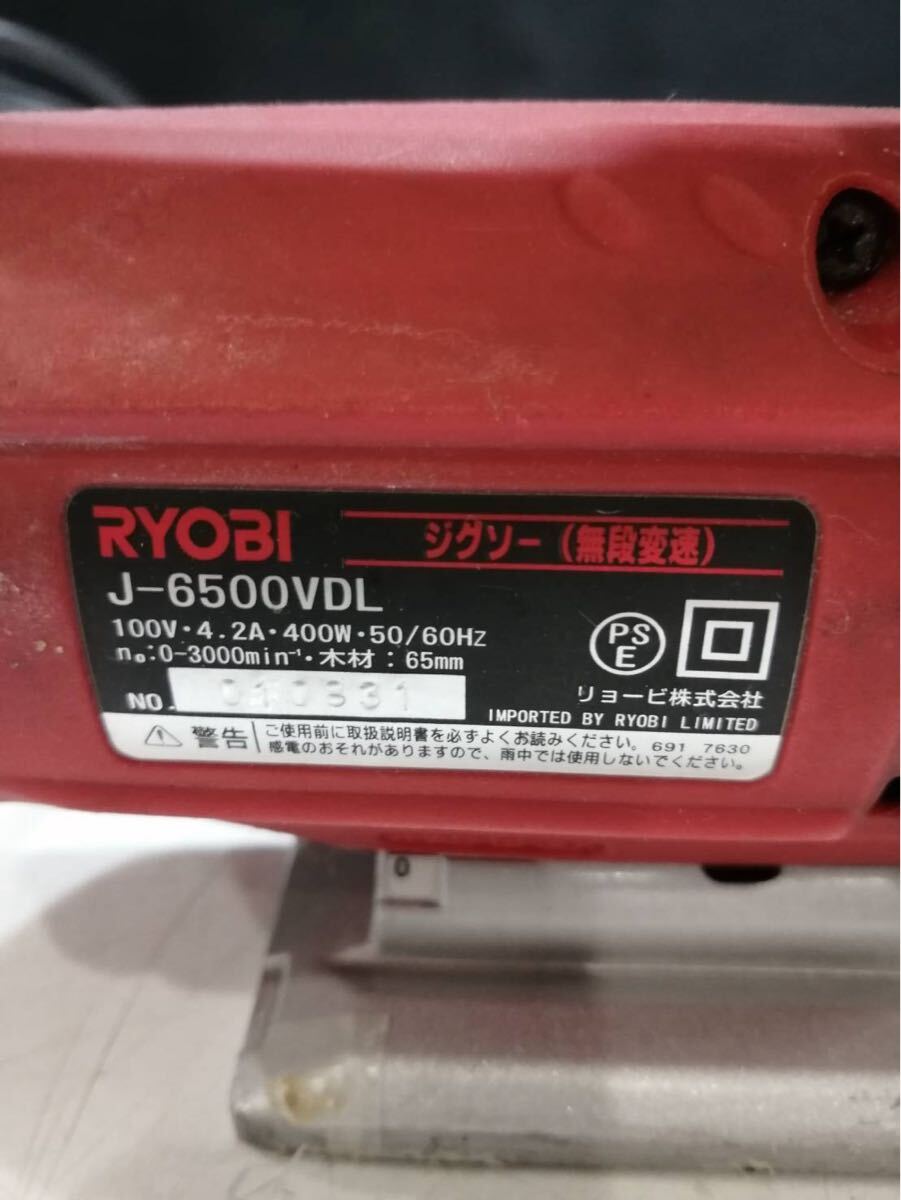 RYOBI
ジグソー(無段変速)
J-6500VDL
100V・4.2A・400W・50/60Hz
n₀:0-3000min⁻¹・木材:65mm
PS
E
リョービ株式会社
NO.
IMPORTED BY RYOBI LIMITED
警告
ご使用前に取扱説明書を必ずよくお読みください。691 7630
感電のおそれがありますので、雨中では使用しないでください。
0